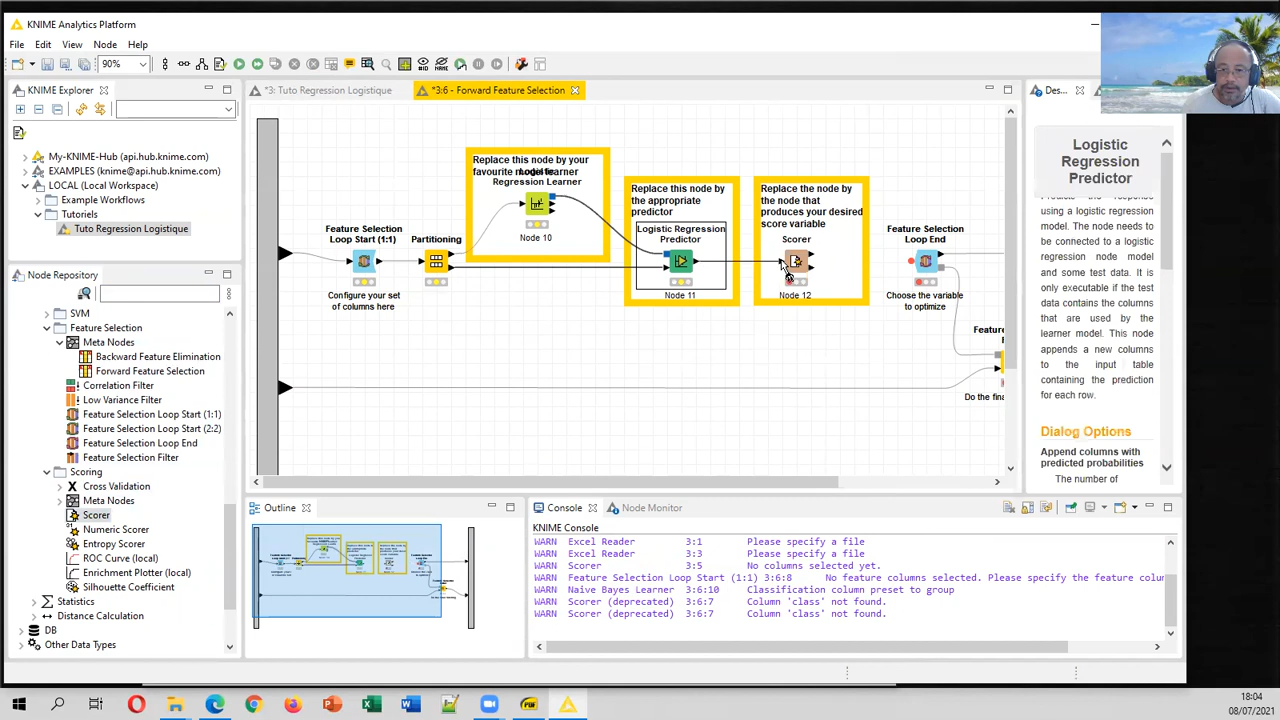 KNIME Analytics Platform
File Edit View Node Help
90%
KNIME Explorer
My-KNIME-Hub (api.hub.knime.com)
EXAMPLES (knime@api.hub.knime.com)
LOCAL (Local Workspace)
Example Workflows
Tutoriels
Tuto Regression Logistique
Node Repository
SVM
Feature Selection
Meta Nodes
Backward Feature Elimination
Forward Feature Selection
Correlation Filter
Low Variance Filter
Feature Selection Loop Start (1:1)
Feature Selection Loop Start (2:2)
Feature Selection Loop End
Feature Selection Filter
Scoring
Cross Validation
Meta Nodes
Scorer
Numeric Scorer
Entropy Scorer
ROC Curve (local)
Enrichment Plotter (local)
Silhouette Coefficient
Statistics
Distance Calculation
DB
Other Data Types
*3: Tuto Regression Logistique
*3:6 - Forward Feature Selection
Replace this node by your
favourite model learner
Logistic
Regression Learner
Node 10
Replace this node by
the appropriate
predictor
Logistic Regression
Predictor
Node 11
Replace the node by
the node that
produces your desired
score variable
Scorer
Node 12
Feature Selection
Loop Start (1:1)
Configure your set
of columns here
Partitioning
Feature Selection
Loop End
Choose the variable
to optimize
Featur
Do the fina
Des...
Logistic
Regression
Predictor
Predicts the response
using a logistic regression
model. The node needs to
be connected to a logistic
regression node model
and some test data. It is
only executable if the test
data contains the columns
that are used by the
learner model. This node
appends a new columns
to the input table
containing the prediction
for each row.
Dialog Options
Append columns with
predicted probabilities
The number of
Outline
Console
Node Monitor
KNIME Console
WARN Excel Reader 3:1 Please specify a file
WARN Excel Reader 3:3 Please specify a file
WARN Scorer 3:5 No columns selected yet.
WARN Feature Selection Loop Start (1:1) 3:6:8 No feature columns selected. Please specify the feature colum
WARN Naive Bayes Learner 3:6:10 Classification column preset to group
WARN Scorer (deprecated) 3:6:7 Column 'class' not found.
WARN Scorer (deprecated) 3:6:7 Column 'class' not found.
18:04
08/07/2021